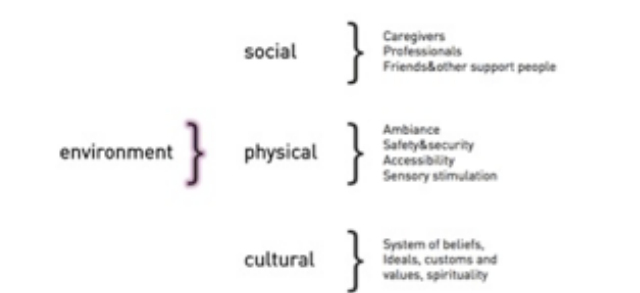 social
Caregivers
Professionals
Friends&other support people
environment
physical
Ambiance
Safety&security
Accessibility
Sensory stimulation
cultural
System of beliefs,
Ideals, customs and
values, spirituality